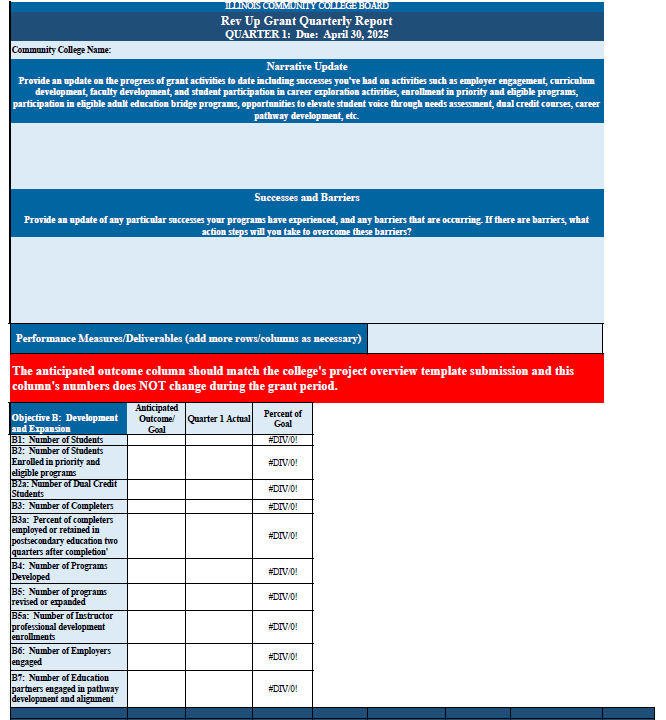 ILLINOIS COMMUNITY COLLEGE BOARD
Rev Up Grant Quarterly Report
QUARTER 1:  Due:  April 30, 2025
Community College Name:
Narrative Update
Provide an update on the progress of grant activities to date including successes you've had on activities such as employer engagement, curriculum
development, faculty development, and student participation in career exploration activities, enrollment in priority and eligible programs,
participation in eligible adult education bridge programs, opportunities to elevate student voice through needs assessment, dual credit courses, career
pathway development, etc.
Successes and Barriers
Provide an update of any particular successes your programs have experienced, and any barriers that are occurring. If there are barriers, what
action steps will you take to overcome these barriers?
Performance Measures/Deliverables (add more rows/columns as necessary)
The anticipated outcome column should match the college's project overview template submission and this
column's numbers does NOT change during the grant period.
Objective B:  Development
and Expansion
Anticipated
Outcome/
Goal
Quarter 1 Actual
Percent of
Goal
B1:  Number of Students
#DIV/0!
B2:  Number of Students
Enrolled in priority and
eligible programs
#DIV/0!
B2a: Number of Dual Credit
Students
#DIV/0!
B3:  Number of Completers
#DIV/0!
B3a:  Percent of completers
employed or retained in
postsecondary education two
quarters after completion'
#DIV/0!
B4:  Number of Programs
Developed
#DIV/0!
B5:  Number of programs
revised or expanded
#DIV/0!
B5a:  Number of Instructor
professional development
enrollments
#DIV/0!
B6:  Number of Employers
engaged
#DIV/0!
B7:  Number of Education
partners engaged in pathway
development and alignment
#DIV/0!